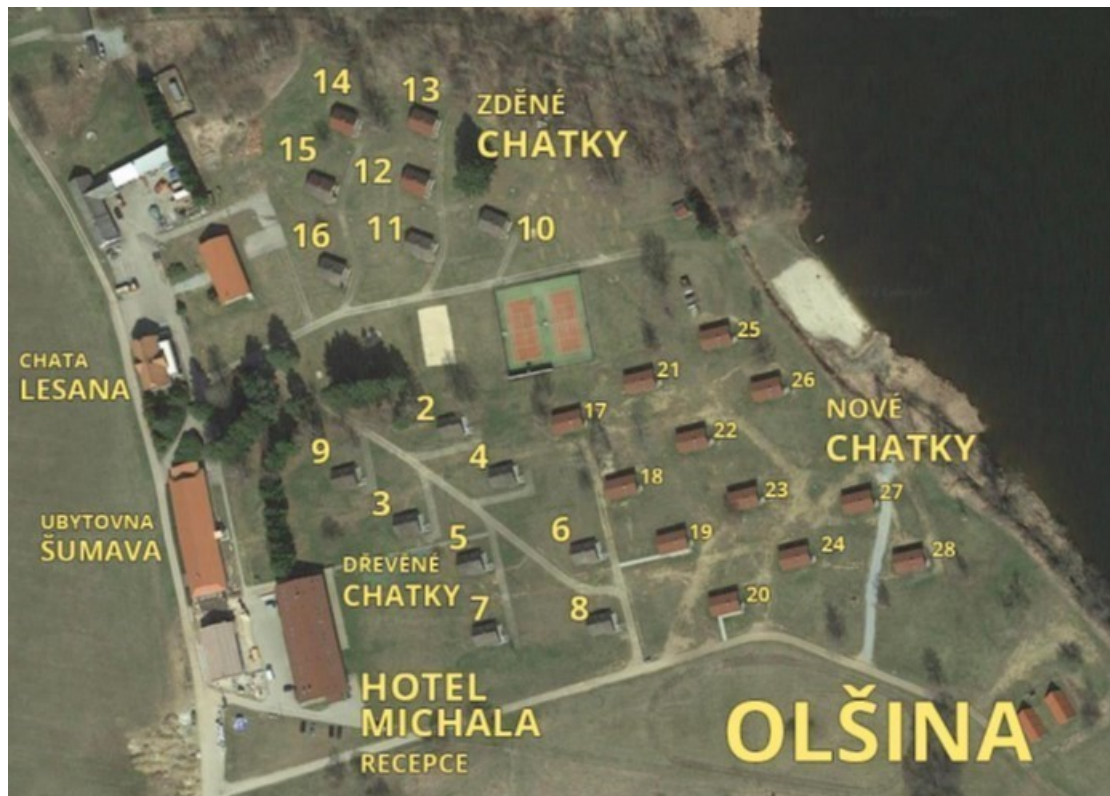 14
13
ZDĚNÉ
CHATKY
15
12
16
11
10
25
CHATA
LESANA
21
26
2
17
NOVÉ
CHATKY
22
9
4
18
23
27
3
UBYTOVNA
ŠUMAVA
5
6
19
24
28
DŘEVĚNÉ
CHATKY
7
8
20
HOTEL
MICHALA
RECEPCE
OLŠINA